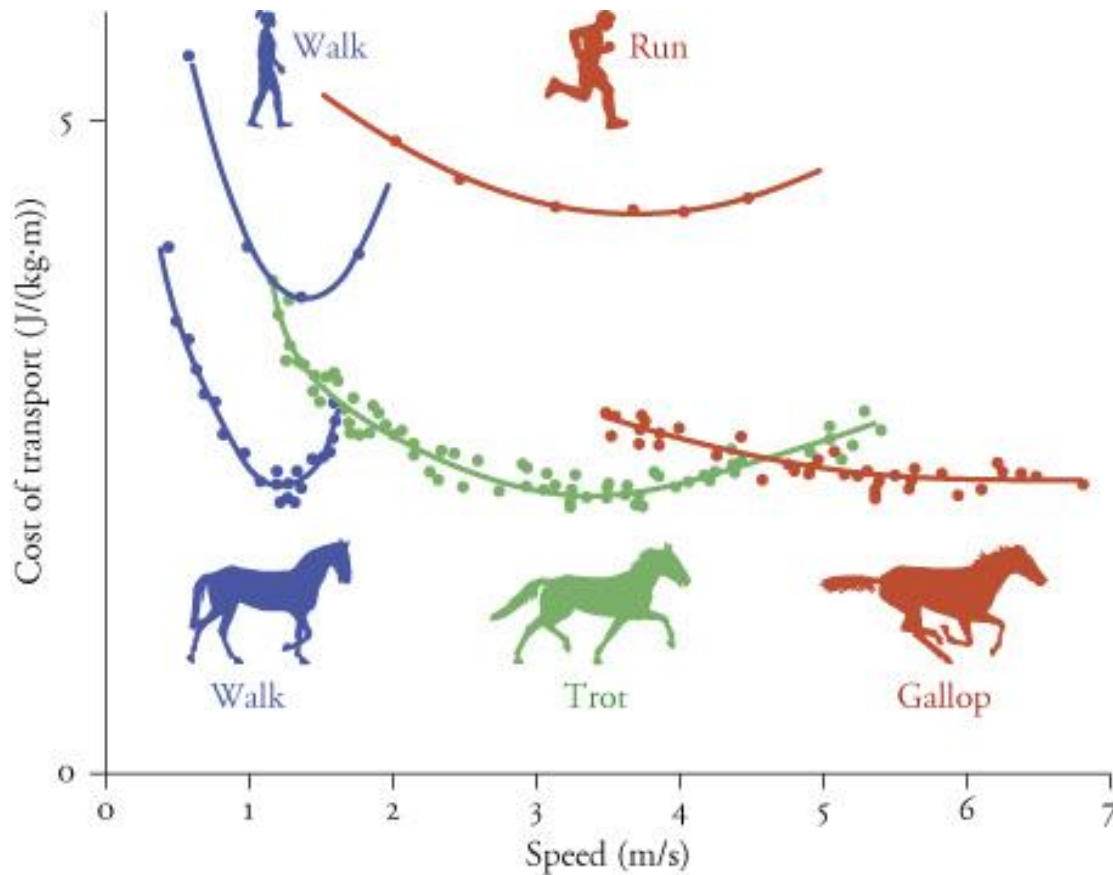 Walk
Run
5
Cost of transport (J/(kg·m))
Walk
Trot
Gallop
0
0 1 2 3 4 5 6 7
Speed (m/s)